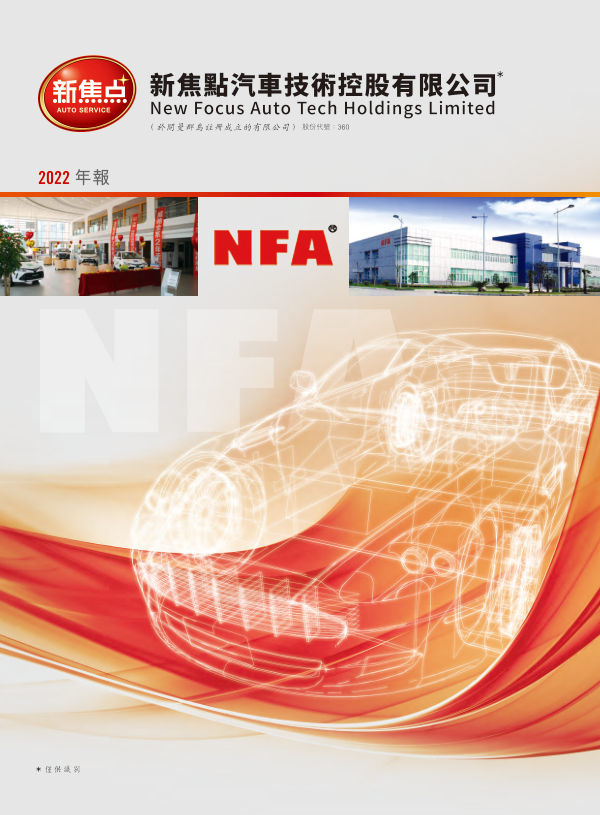 新焦点
AUTO SERVICE
新焦點汽車技術控股有限公司*
New Focus Auto Tech Holdings Limited
(於開曼群島註冊成立的有限公司) 股份代號：360
2022 年報
NFA
NFA
NFA
* 僅供識別